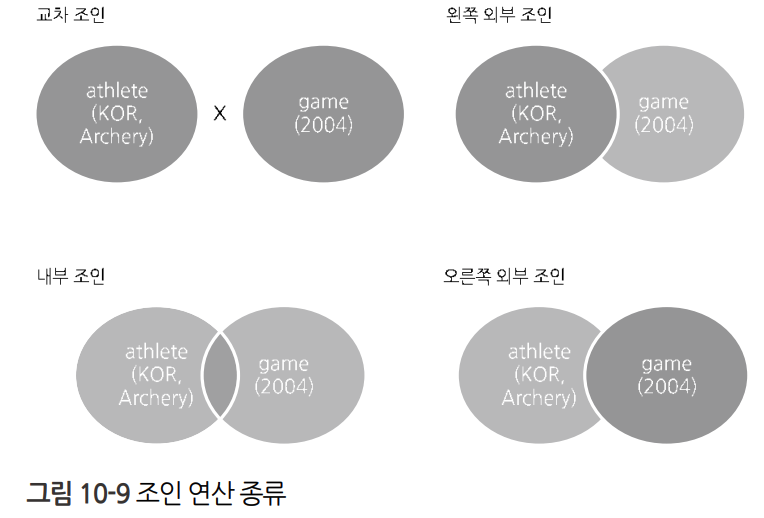 교차 조인
athlete
(KOR,
Archery)
X
game
(2004)
왼쪽 외부 조인
athlete
(KOR,
Archery)
game
(2004)
내부 조인
athlete
(KOR,
Archery)
game
(2004)
오른쪽 외부 조인
athlete
(KOR,
Archery)
game
(2004)
그림 10-9 조인 연산 종류